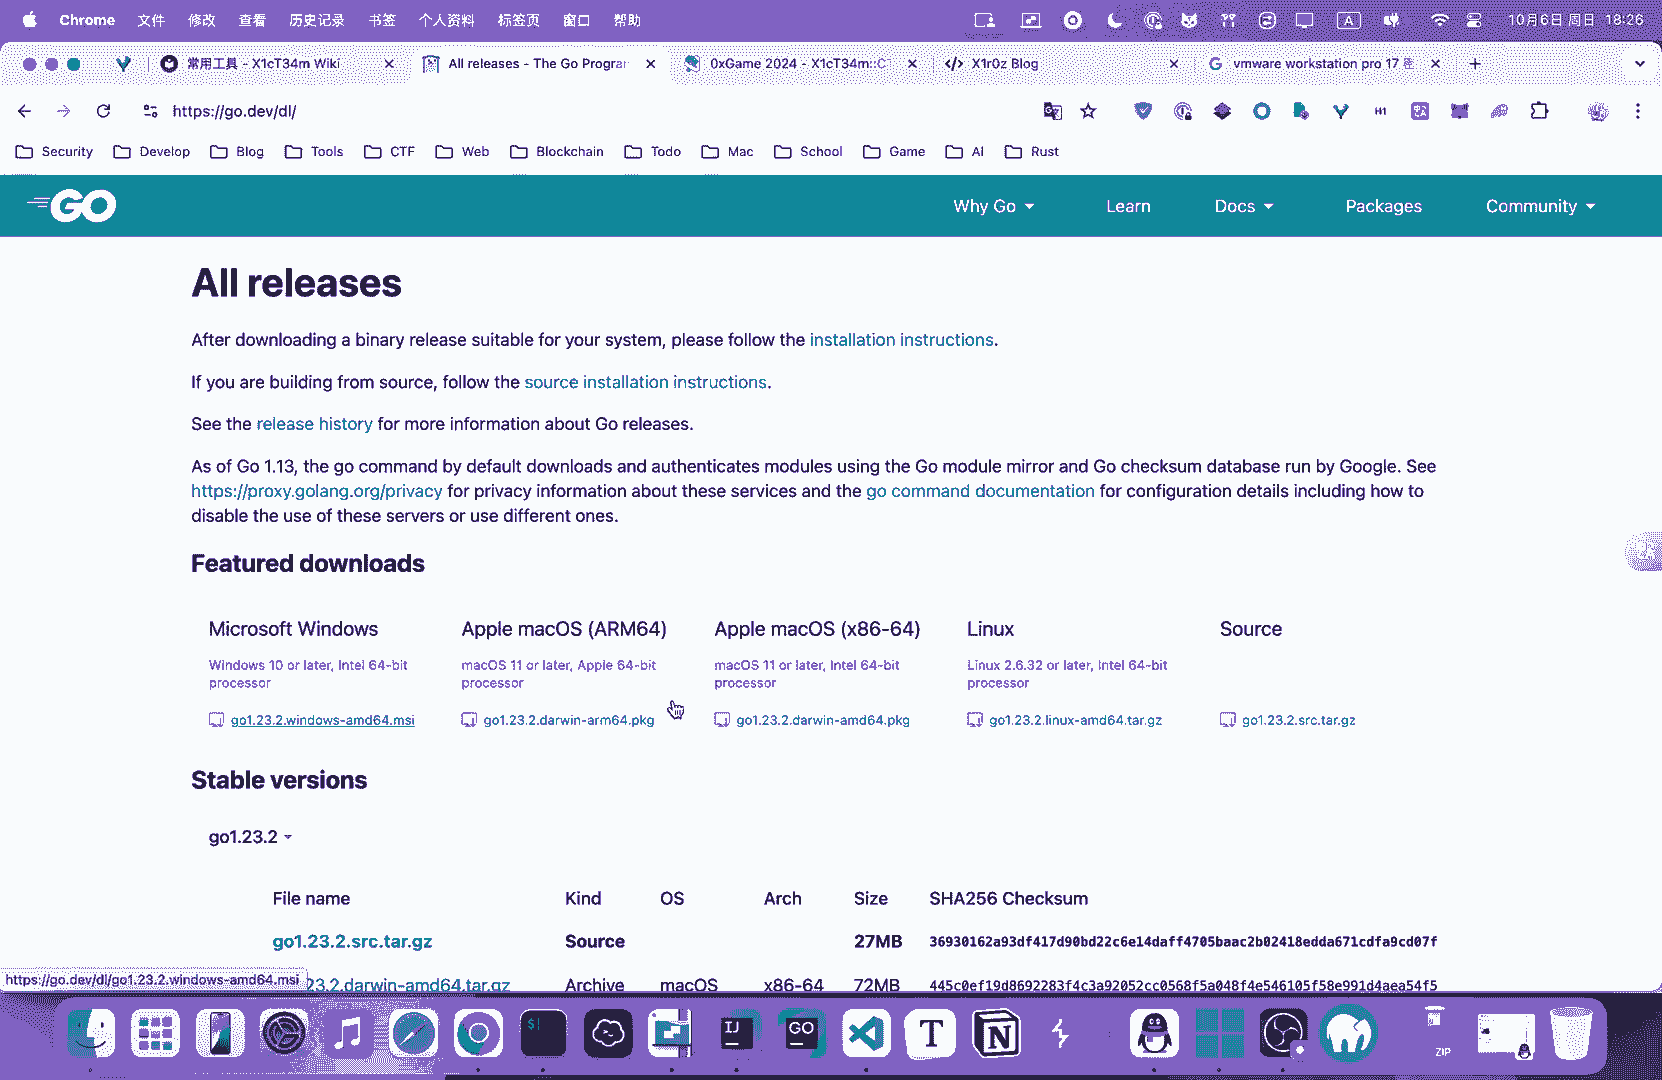 Chrome 文件 修改 查看 历史记录 书签 个人资料 标签页 窗口 帮助 A 10月6日 周日 18:26
常用工具 - X1cT34m Wiki All releases - The Go Program 0xGame 2024 - X1cT34m::C </> X1r0z Blog vmware workstation pro 17
https://go.dev/dl/ H1
Security Develop Blog Tools CTF Web Blockchain Todo Mac School Game AI Rust
GO Why Go Learn Docs Packages Community
All releases
After downloading a binary release suitable for your system, please follow the installation instructions.
If you are building from source, follow the source installation instructions.
See the release history for more information about Go releases.
As of Go 1.13, the go command by default downloads and authenticates modules using the Go module mirror and Go checksum database run by Google. See
https://proxy.golang.org/privacy for privacy information about these services and the go command documentation for configuration details including how to
disable the use of these servers or use different ones.
Featured downloads
Microsoft Windows Apple macOS (ARM64) Apple macOS (x86-64) Linux Source
Windows 10 or later, Intel 64-bit macOS 11 or later, Apple 64-bit macOS 11 or later, Intel 64-bit Linux 2.6.32 or later, Intel 64-bit
processor processor processor processor
go1.23.2.windows-amd64.msi go1.23.2.darwin-arm64.pkg go1.23.2.darwin-amd64.pkg go1.23.2.linux-amd64.tar.gz go1.23.2.src.tar.gz
Stable versions
go1.23.2
File name Kind OS Arch Size SHA256 Checksum
go1.23.2.src.tar.gz Source 27MB 36930162a93df417d90bd22c6e14daff4705baac2b02418edda671cdfa9cd07f
23.2.darwin-amd64.tar.gz Archive macOS x86-64 72MB 445c0ef19d8692283f4c3a92052cc0568f5a048f4e546105f58e991d4aea54f5
https://go.dev/dl/go1.23.2.windows-amd64.msi
$| IJ GO T N ZIP